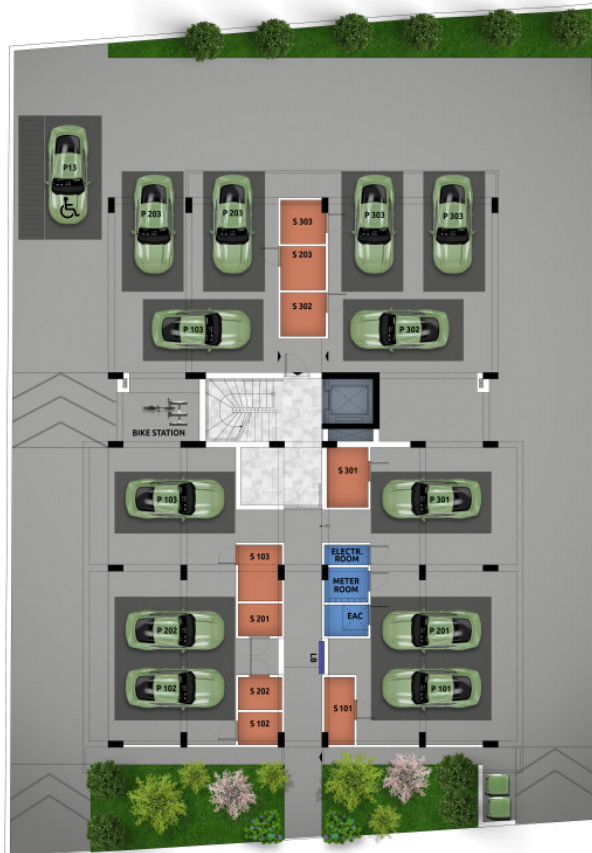 P13
P 203
P 203
P 303
P 303
S 303
S 203
S 302
P 103
P 302
BIKE STATION
S 301
P 103
P 301
S 103
ELECTR.
ROOM
METER
ROOM
S 201
EAC
P 202
P 201
LB
P 102
S 202
P 101
S 102
S 101